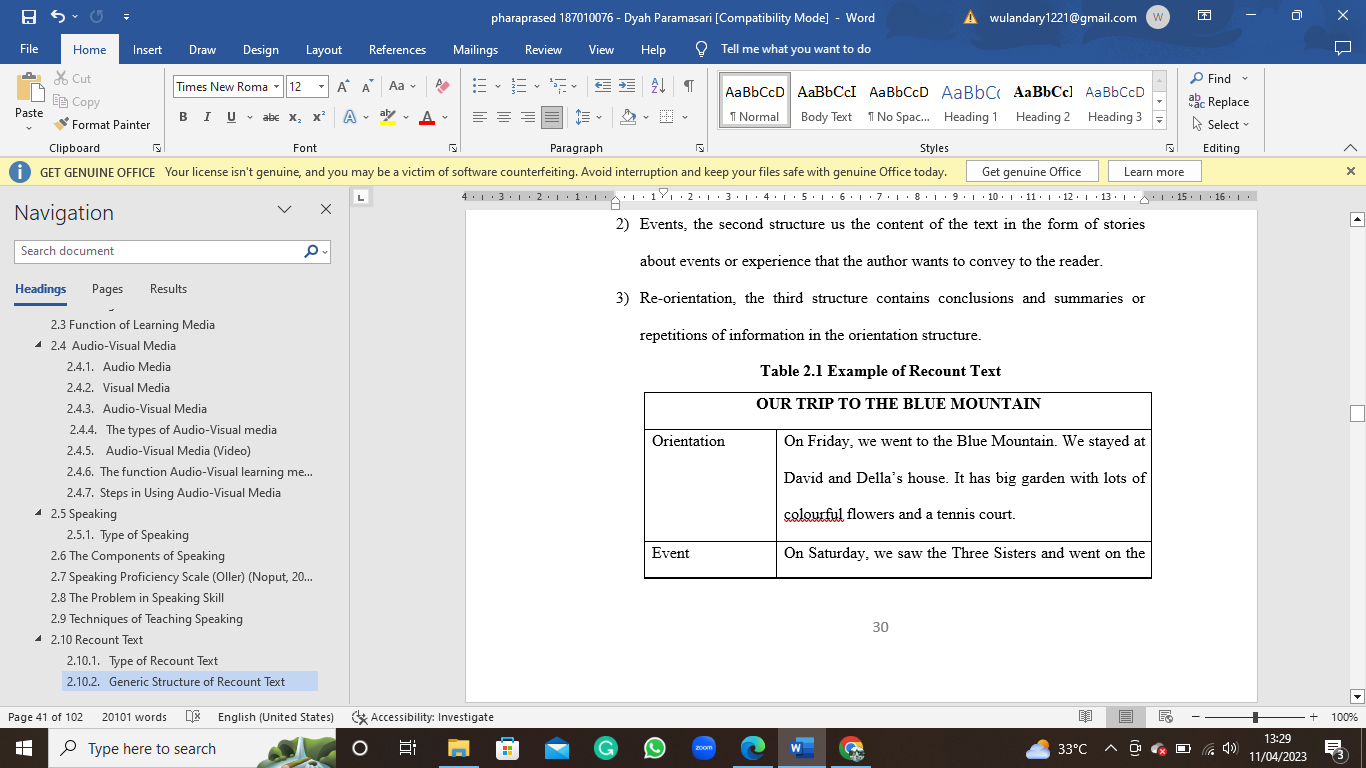 pharaprased 187010076 - Dyah Paramasari [Compatibility Mode] - Word
wulandary1221@gmail.com
W
File Home Insert Draw Design Layout References Mailings Review View Help Tell me what you want to do
Paste
Cut
Copy
Format Painter
Clipboard
Times New Roma 12
Font
Paragraph
AaBbCcD AaBbCcI AaBbCcD AaBbCc AaBbCcI AaBbCcD
¶ Normal Body Text ¶ No Spac... Heading 1 Heading 2 Heading 3
Styles
Find
Replace
Select
Editing
GET GENUINE OFFICE Your license isn't genuine, and you may be a victim of software counterfeiting. Avoid interruption and keep your files safe with genuine Office today. Get genuine Office Learn more
Navigation
Search document
Headings Pages Results
2.3 Function of Learning Media
2.4 Audio-Visual Media
2.4.1. Audio Media
2.4.2. Visual Media
2.4.3. Audio-Visual Media
2.4.4. The types of Audio-Visual media
2.4.5. Audio-Visual Media (Video)
2.4.6. The function Audio-Visual learning me...
2.4.7. Steps in Using Audio-Visual Media
2.5 Speaking
2.5.1. Type of Speaking
2.6 The Components of Speaking
2.7 Speaking Proficiency Scale (Oller) (Noput, 20...
2.8 The Problem in Speaking Skill
2.9 Techniques of Teaching Speaking
2.10 Recount Text
2.10.1. Type of Recount Text
2.10.2. Generic Structure of Recount Text
2) Events, the second structure us the content of the text in the form of stories
about events or experience that the author wants to convey to the reader.
3) Re-orientation, the third structure contains conclusions and summaries or
repetitions of information in the orientation structure.
Table 2.1 Example of Recount Text
OUR TRIP TO THE BLUE MOUNTAIN
Orientation
On Friday, we went to the Blue Mountain. We stayed at
David and Della's house. It has big garden with lots of
colourful flowers and a tennis court.
Event
On Saturday, we saw the Three Sisters and went on the
30
Page 41 of 102 20101 words English (United States) Accessibility: Investigate 100%
Type here to search
zoom
33°C
13:29
11/04/2023
3